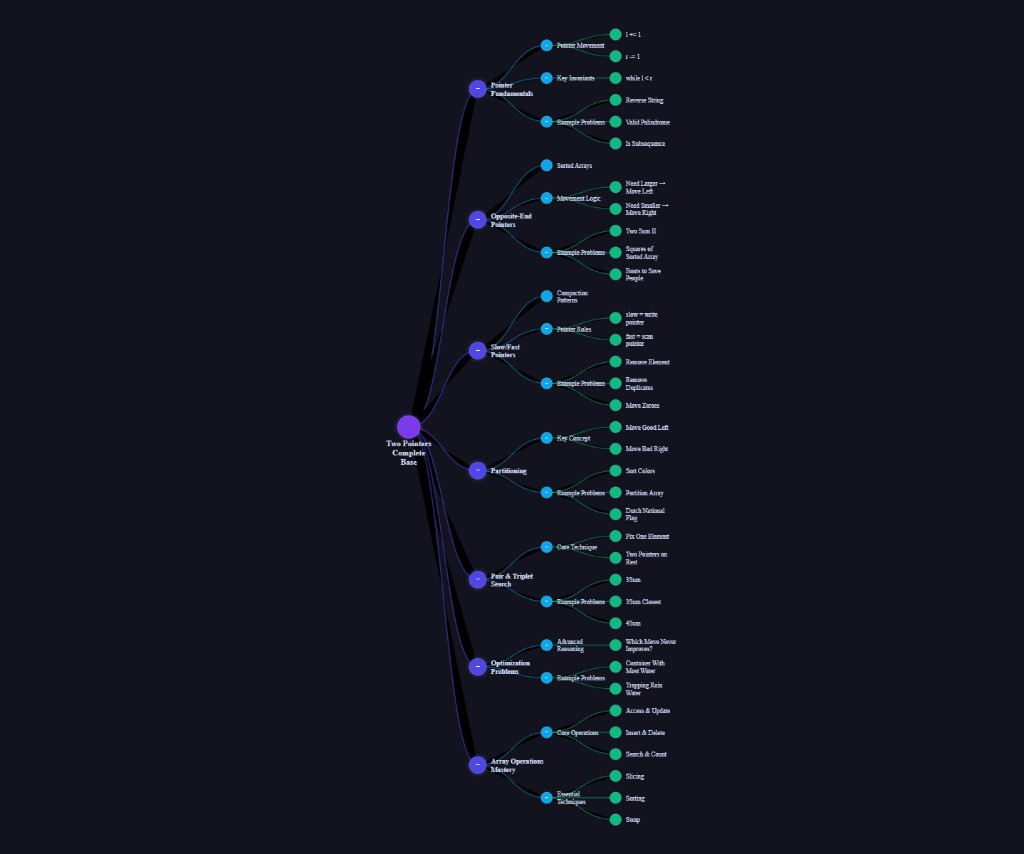 Two Pointers
Complete
Base
Pointer
Fundamentals
Pointer Movement
l += 1
r -= 1
Key Invariants
while l < r
Example Problems
Reverse String
Valid Palindrome
Is Subsequence
Opposite-End
Pointers
Sorted Arrays
Movement Logic
Need Larger →
Move Left
Need Smaller →
Move Right
Example Problems
Two Sum II
Squares of
Sorted Array
Boats to Save
People
Slow/Fast
Pointers
Compaction
Patterns
Pointer Roles
slow = write
pointer
fast = scan
pointer
Example Problems
Remove Element
Remove
Duplicates
Move Zeroes
Partitioning
Key Concept
Move Good Left
Move Bad Right
Example Problems
Sort Colors
Partition Array
Dutch National
Flag
Pair & Triplet
Search
Core Technique
Fix One Element
Two Pointers on
Rest
Example Problems
3Sum
3Sum Closest
4Sum
Optimization
Problems
Advanced
Reasoning
Which Move Never
Improves?
Example Problems
Container With
Most Water
Trapping Rain
Water
Array Operations
Mastery
Core Operations
Access & Update
Insert & Delete
Search & Count
Essential
Techniques
Slicing
Sorting
Swap